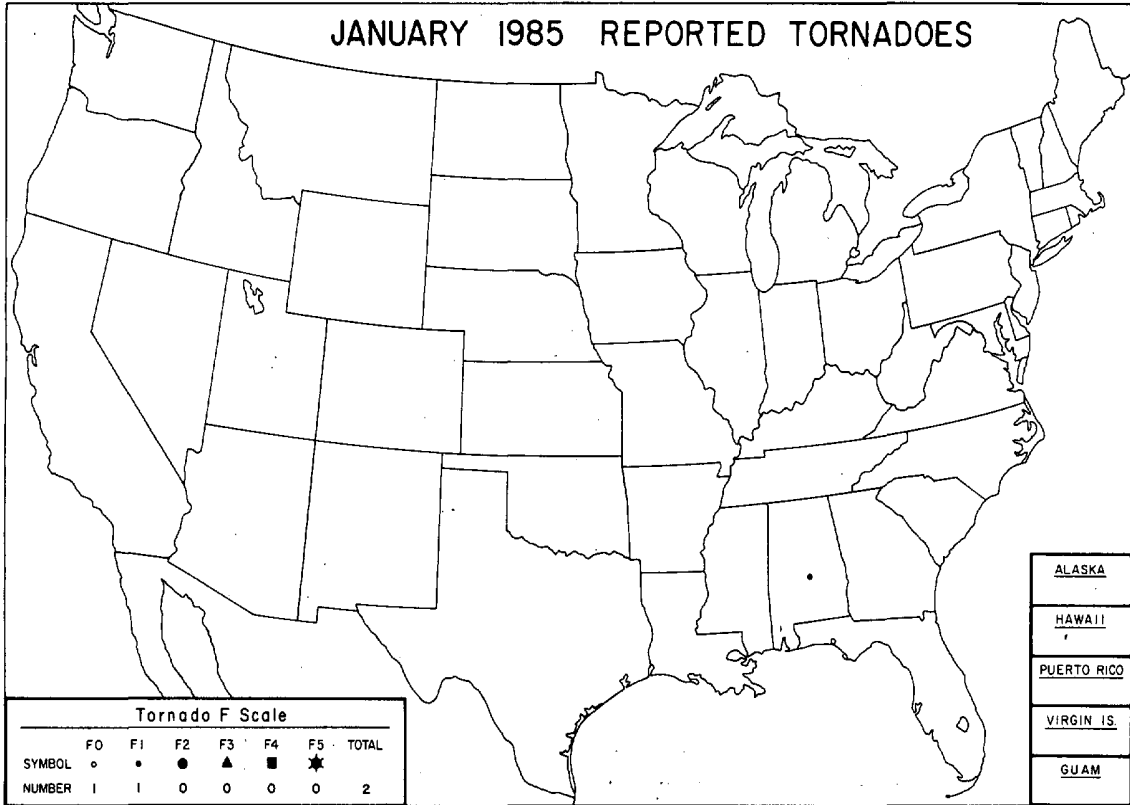 JANUARY 1985 REPORTED TORNADOES
ALASKA
HAWAII
PUERTO RICO
VIRGIN IS.
GUAM
Tornado F Scale
F0 F1 F2 F3 F4 F5 TOTAL
SYMBOL
NUMBER 1 1 0 0 0 0 2